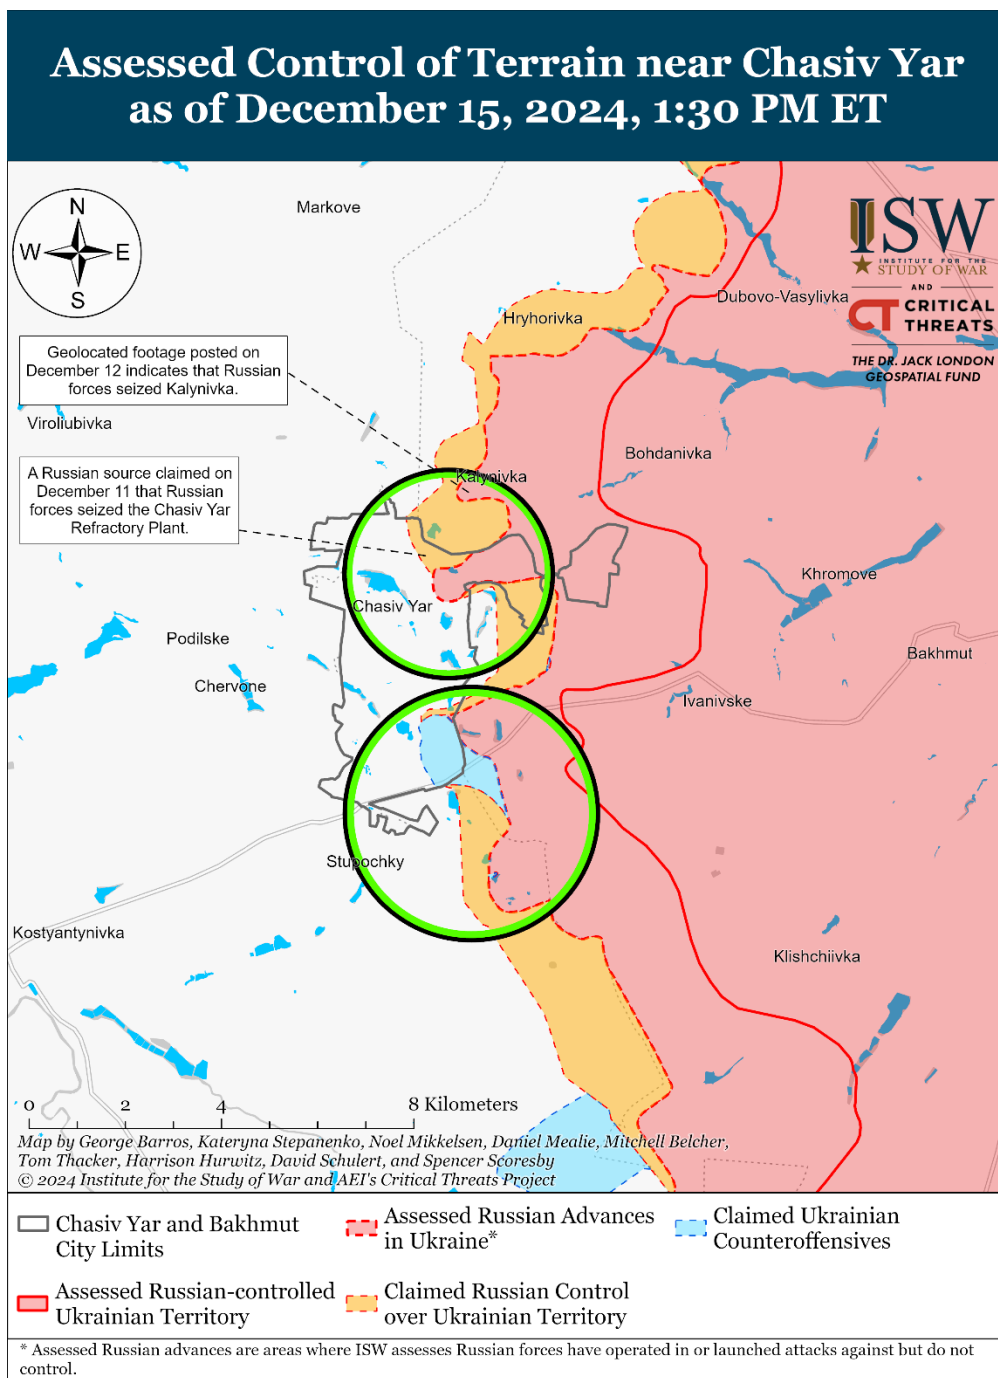 Assessed Control of Terrain near Chasiv Yar
as of December 15, 2024, 1:30 PM ET
N
W
E
S
Markove
ISW
INSTITUTE FOR THE
STUDY OF WAR
AND
CT CRITICAL
THREATS
THE DR. JACK LONDON
GEOSPATIAL FUND
Dubovo-Vasylivka
Hryhorivka
Geolocated footage posted on
December 12 indicates that Russian
forces seized Kalynivka.
Viroliubivka
Bohdanivka
A Russian source claimed on
December 11 that Russian
forces seized the Chasiv Yar
Refractory Plant.
Kalynivka
Khromove
Chasiv Yar
Podilske
Bakhmut
Chervone
Ivanivske
Stupochky
Kostyantynivka
Klishchiivka
0 2 4 8 Kilometers
Map by George Barros, Kateryna Stepanenko, Noel Mikkelsen, Daniel Mealie, Mitchell Belcher,
Tom Thacker, Harrison Hurwitz, David Schulert, and Spencer Scoresby
© 2024 Institute for the Study of War and AEI's Critical Threats Project
Chasiv Yar and Bakhmut
City Limits
Assessed Russian Advances
in Ukraine*
Claimed Ukrainian
Counteroffensives
Assessed Russian-controlled
Ukrainian Territory
Claimed Russian Control
over Ukrainian Territory
* Assessed Russian advances are areas where ISW assesses Russian forces have operated in or launched attacks against but do not
control.